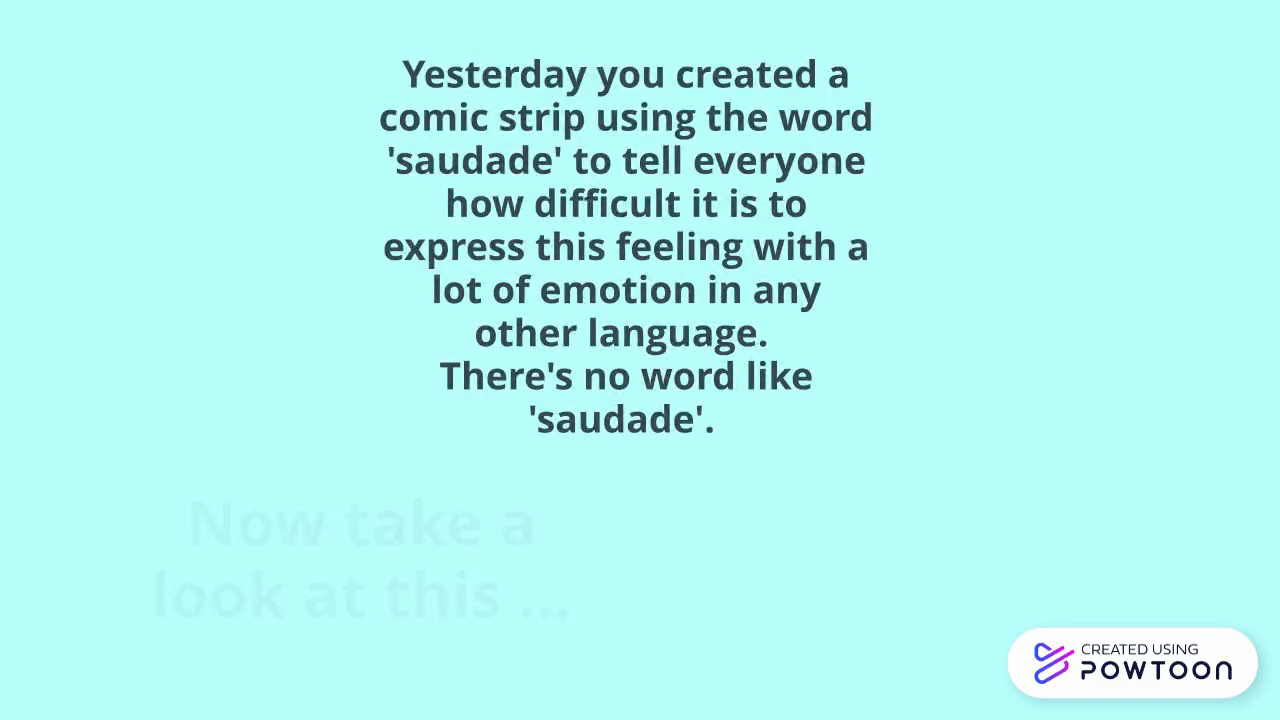 Yesterday you created a
comic strip using the word
'saudade' to tell everyone
how difficult it is to
express this feeling with a
lot of emotion in any
other language.
There's no word like
'saudade'.
Now take a
look at this ...
CREATED USING
POWTOON